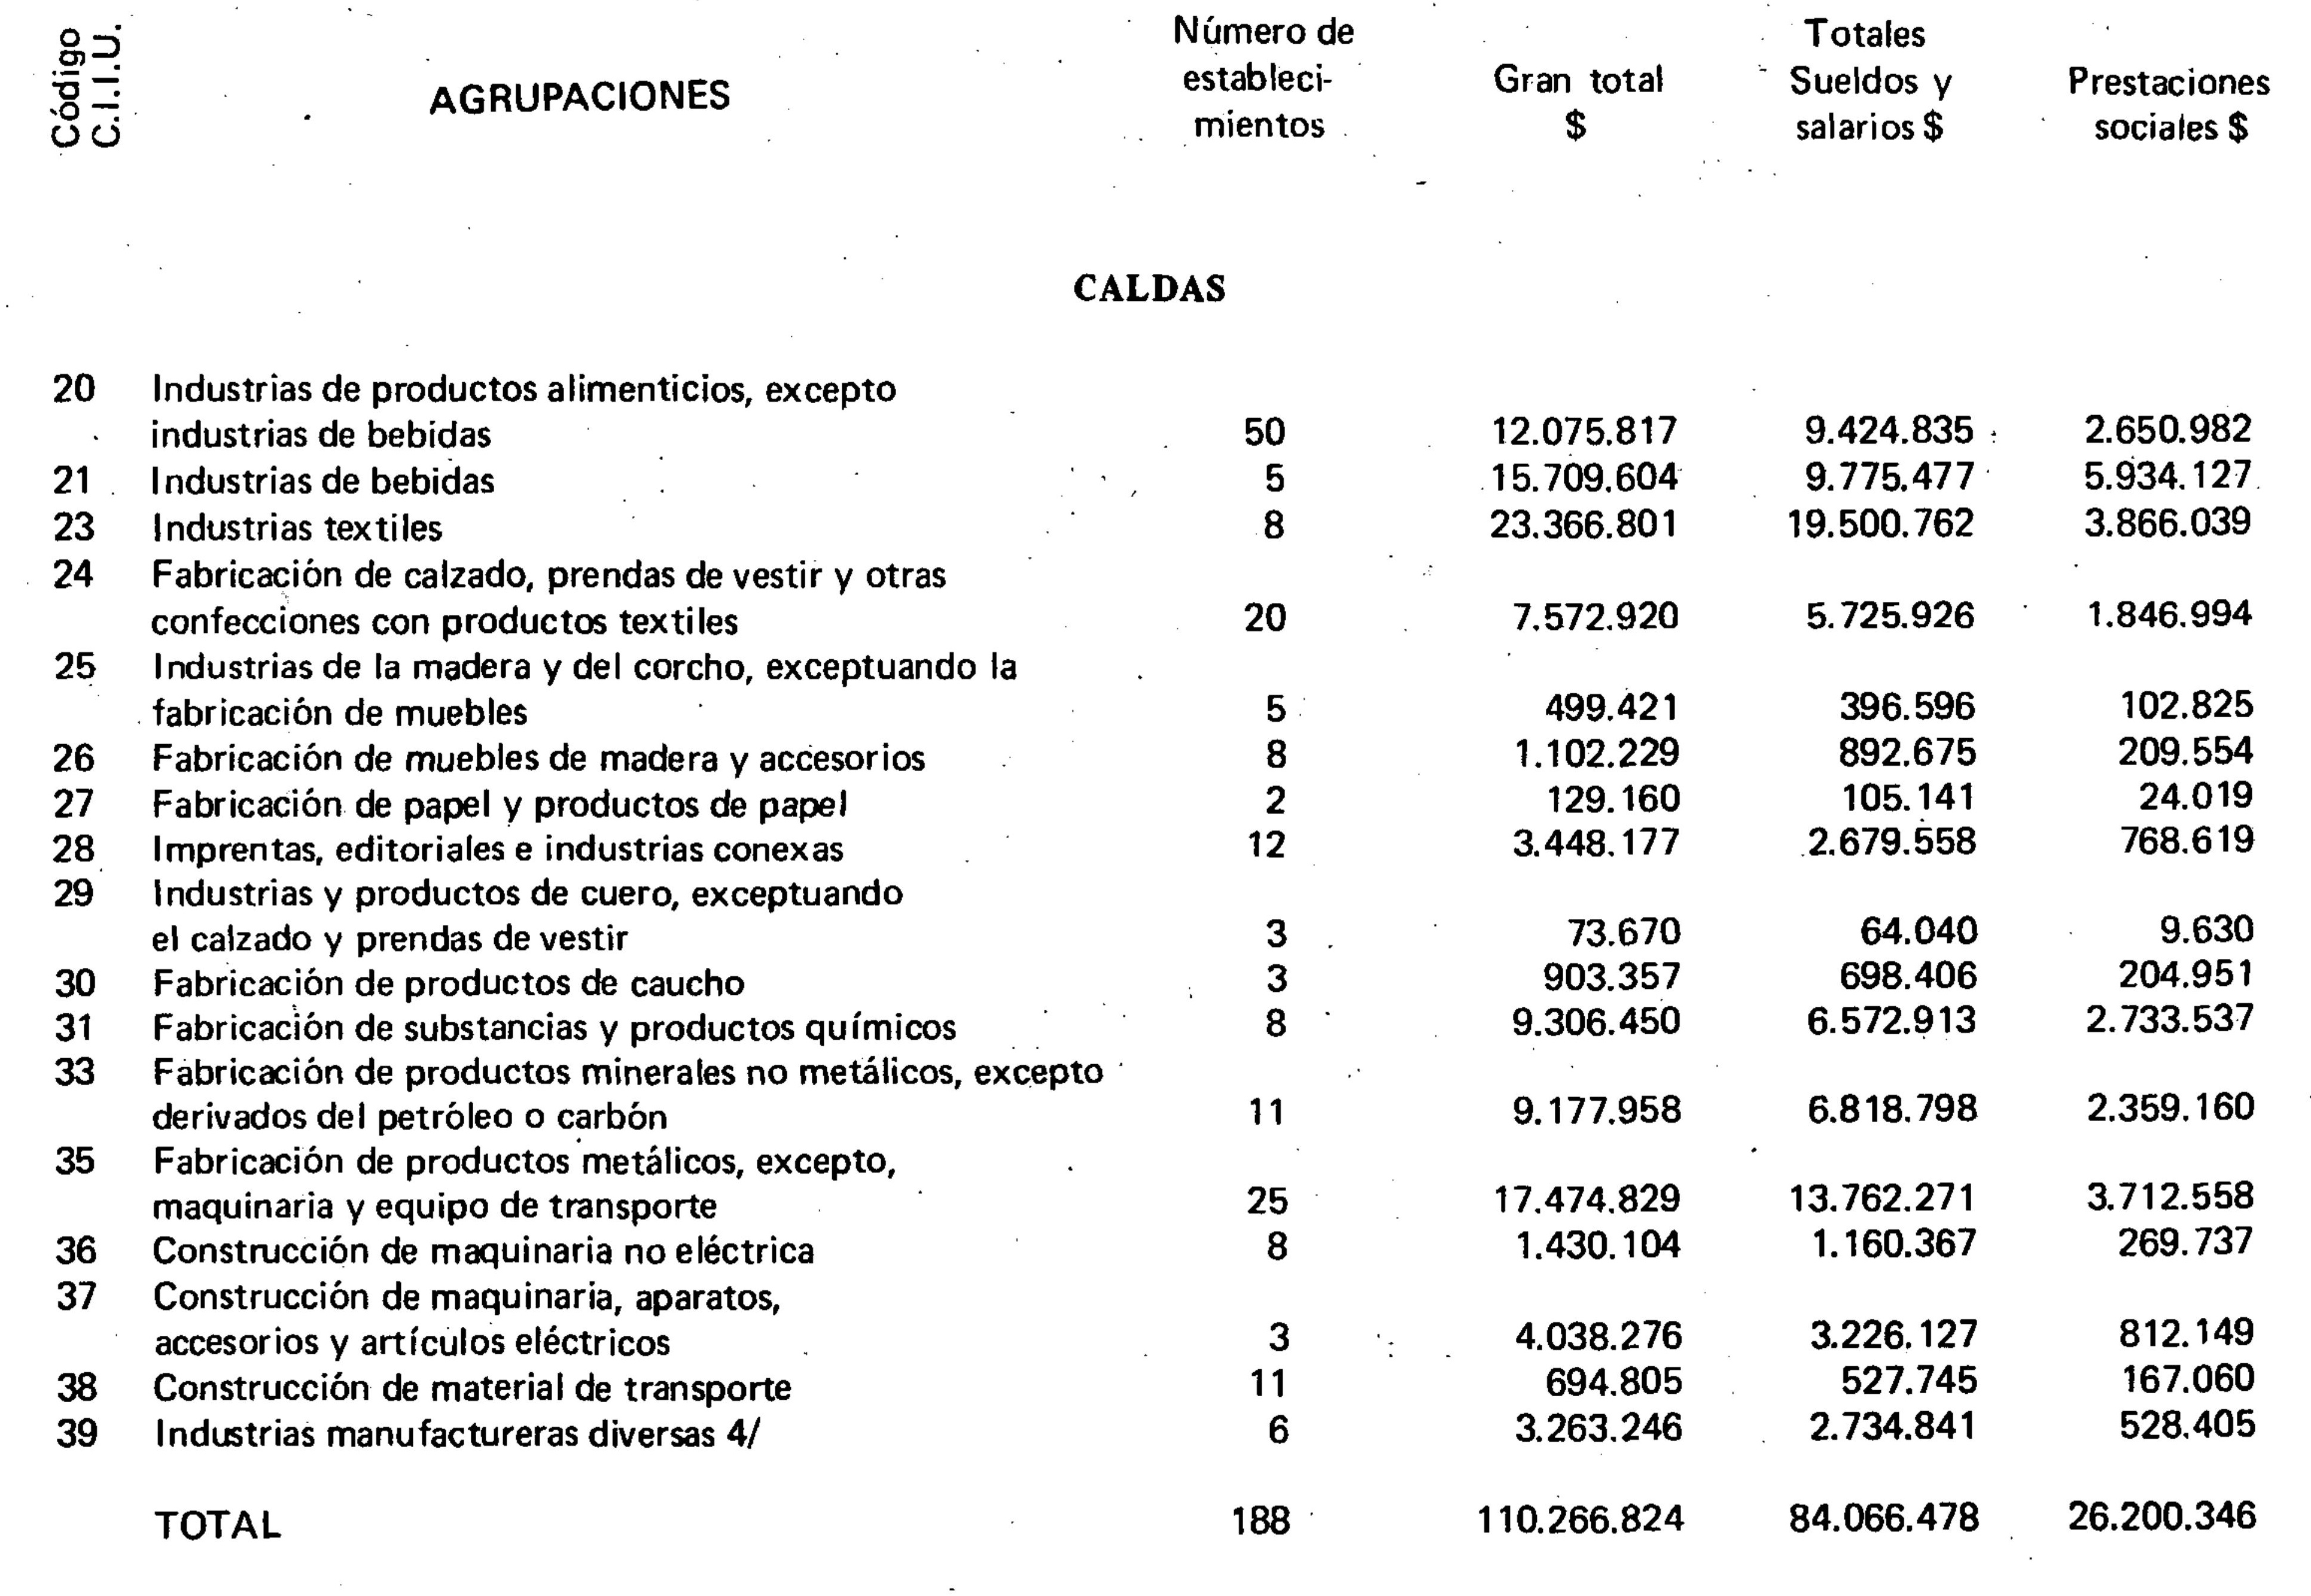 Código
C.I.I.U.
AGRUPACIONES
Número de
estableci-
mientos
Gran total
$
Totales
Sueldos y
salarios $
Prestaciones
sociales $
CALDAS
20 Industrias de productos alimenticios, excepto
industrias de bebidas 50 12.075.817 9.424.835 2.650.982
21 Industrias de bebidas 5 15.709.604 9.775.477 5.934.127
23 Industrias textiles 8 23.366.801 19.500.762 3.866.039
24 Fabricación de calzado, prendas de vestir y otras
confecciones con productos textiles 20 7.572.920 5.725.926 1.846.994
25 Industrias de la madera y del corcho, exceptuando la
fabricación de muebles 5 499.421 396.596 102.825
26 Fabricación de muebles de madera y accesorios 8 1.102.229 892.675 209.554
27 Fabricación de papel y productos de papel 2 129.160 105.141 24.019
28 Imprentas, editoriales e industrias conexas 12 3.448.177 2.679.558 768.619
29 Industrias y productos de cuero, exceptuando
el calzado y prendas de vestir 3 73.670 64.040 9.630
30 Fabricación de productos de caucho 3 903.357 698.406 204.951
31 Fabricación de substancias y productos químicos 8 9.306.450 6.572.913 2.733.537
33 Fabricación de productos minerales no metálicos, excepto
derivados del petróleo o carbón 11 9.177.958 6.818.798 2.359.160
35 Fabricación de productos metálicos, excepto,
maquinaria y equipo de transporte 25 17.474.829 13.762.271 3.712.558
36 Construcción de maquinaria no eléctrica 8 1.430.104 1.160.367 269.737
37 Construcción de maquinaria, aparatos,
accesorios y artículos eléctricos 3 4.038.276 3.226.127 812.149
38 Construcción de material de transporte 11 694.805 527.745 167.060
39 Industrias manufactureras diversas 4/ 6 3.263.246 2.734.841 528.405
TOTAL 188 110.266.824 84.066.478 26.200.346